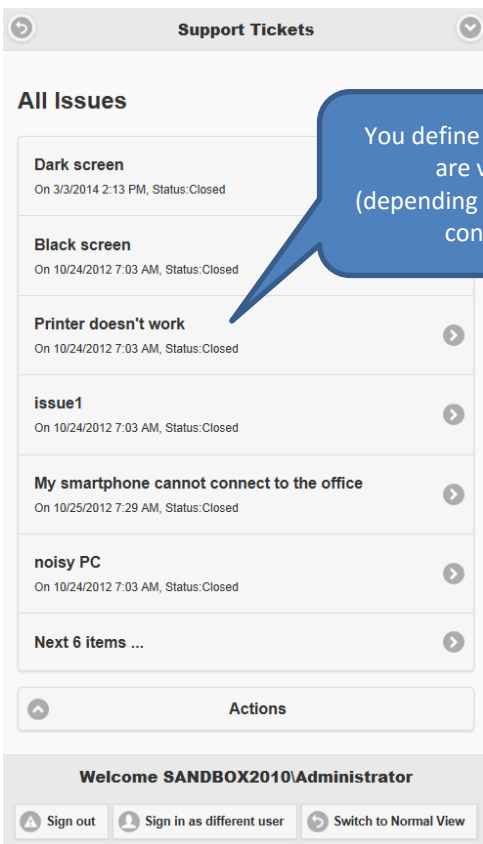 Support Tickets
All Issues
You define
are
(depending
Dark screen
On 3/3/2014 2:13 PM, Status:Closed
Black screen
On 10/24/2012 7:03 AM, Status:Closed
Printer doesn't work
On 10/24/2012 7:03 AM, Status:Closed
issue1
On 10/24/2012 7:03 AM, Status:Closed
My smartphone cannot connect to the office
On 10/25/2012 7:29 AM, Status:Closed
noisy PC
On 10/24/2012 7:03 AM, Status:Closed
Next 6 items ...
Actions
Welcome SANDBOX2010\Administrator
Sign out
Sign in as different user
Switch to Normal View